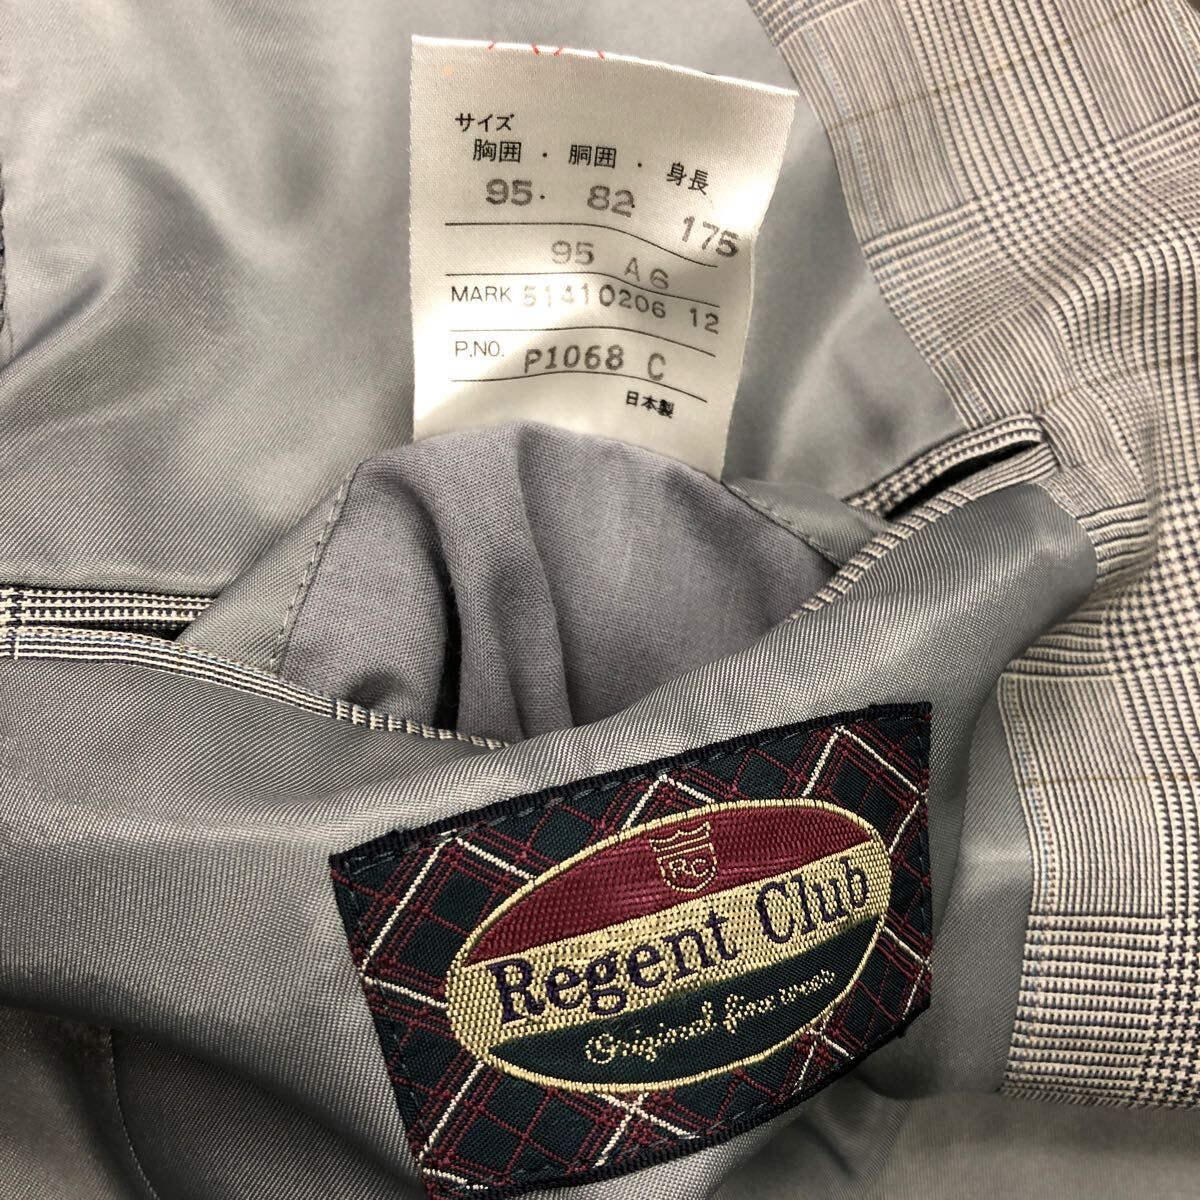 サイズ
胸囲 ・ 胴囲 ・ 身長
95. 82. 175
95 A6
MARK 51410206 12
P.NO. P1068 C
日本製
RC
Regent Club
Original fine wear